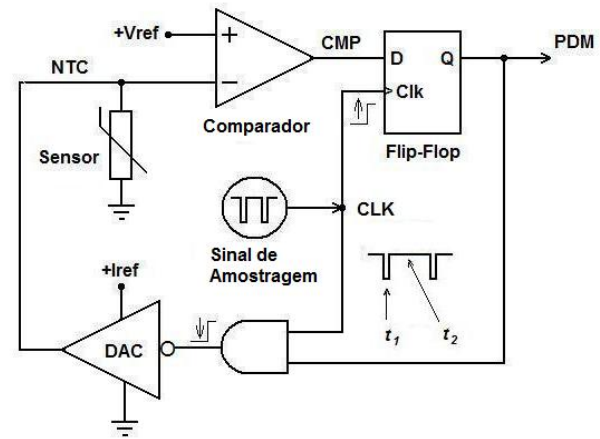 +Vref
+
CMP
D
Q
PDM
NTC
−
Clk
Comparador
Flip-Flop
Sensor
CLK
Sinal de
Amostragem
+Iref
DAC
t1
t2